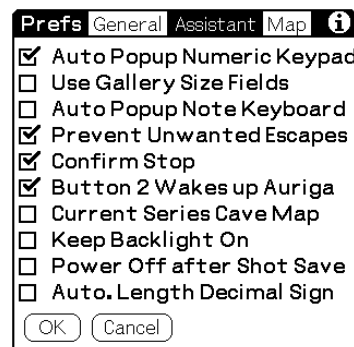 Prefs General Assistant Map i
Auto Popup Numeric Keypad
Use Gallery Size Fields
Auto Popup Note Keyboard
Prevent Unwanted Escapes
Confirm Stop
Button 2 Wakes up Auriga
Current Series Cave Map
Keep Backlight On
Power Off after Shot Save
Auto. Length Decimal Sign
OK Cancel